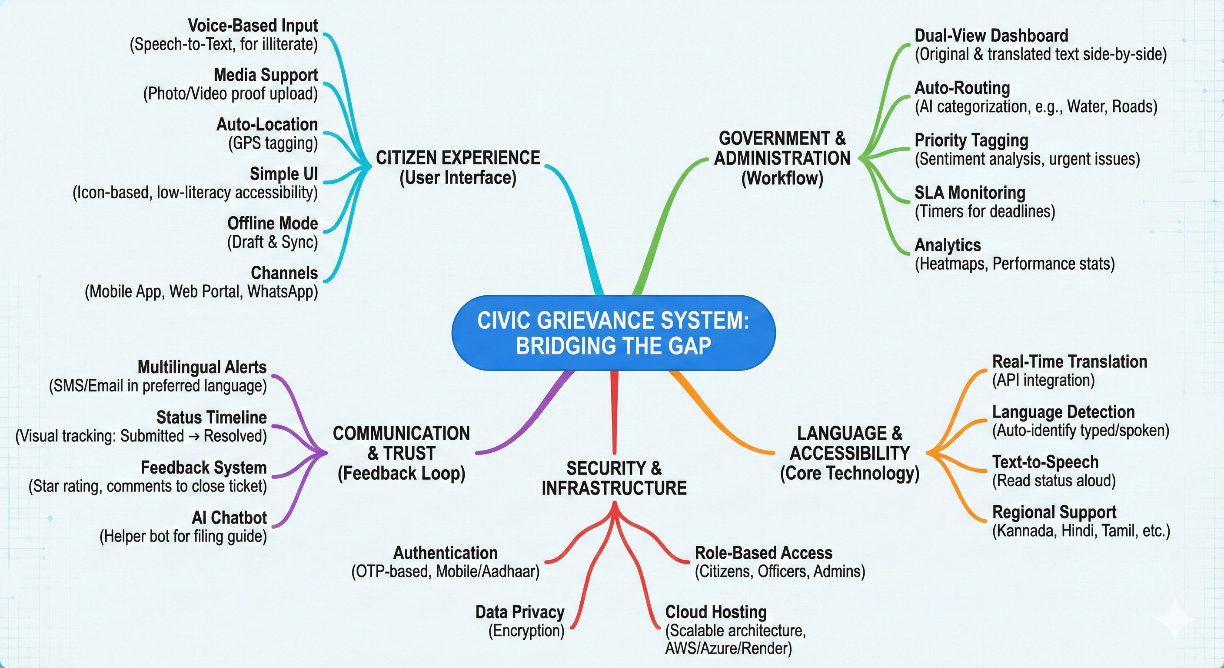 CIVIC GRIEVANCE SYSTEM:
BRIDGING THE GAP
CITIZEN EXPERIENCE
(User Interface)
Voice-Based Input
(Speech-to-Text, for illiterate)
Media Support
(Photo/Video proof upload)
Auto-Location
(GPS tagging)
Simple UI
(Icon-based, low-literacy accessibility)
Offline Mode
(Draft & Sync)
Channels
(Mobile App, Web Portal, WhatsApp)
GOVERNMENT &
ADMINISTRATION
(Workflow)
Dual-View Dashboard
(Original & translated text side-by-side)
Auto-Routing
(AI categorization, e.g., Water, Roads)
Priority Tagging
(Sentiment analysis, urgent issues)
SLA Monitoring
(Timers for deadlines)
Analytics
(Heatmaps, Performance stats)
COMMUNICATION
& TRUST
(Feedback Loop)
Multilingual Alerts
(SMS/Email in preferred language)
Status Timeline
(Visual tracking: Submitted → Resolved)
Feedback System
(Star rating, comments to close ticket)
AI Chatbot
(Helper bot for filing guide)
SECURITY &
INFRASTRUCTURE
Authentication
(OTP-based, Mobile/Aadhaar)
Data Privacy
(Encryption)
Role-Based Access
(Citizens, Officers, Admins)
Cloud Hosting
(Scalable architecture,
AWS/Azure/Render)
LANGUAGE &
ACCESSIBILITY
(Core Technology)
Real-Time Translation
(API integration)
Language Detection
(Auto-identify typed/spoken)
Text-to-Speech
(Read status aloud)
Regional Support
(Kannada, Hindi, Tamil, etc.)